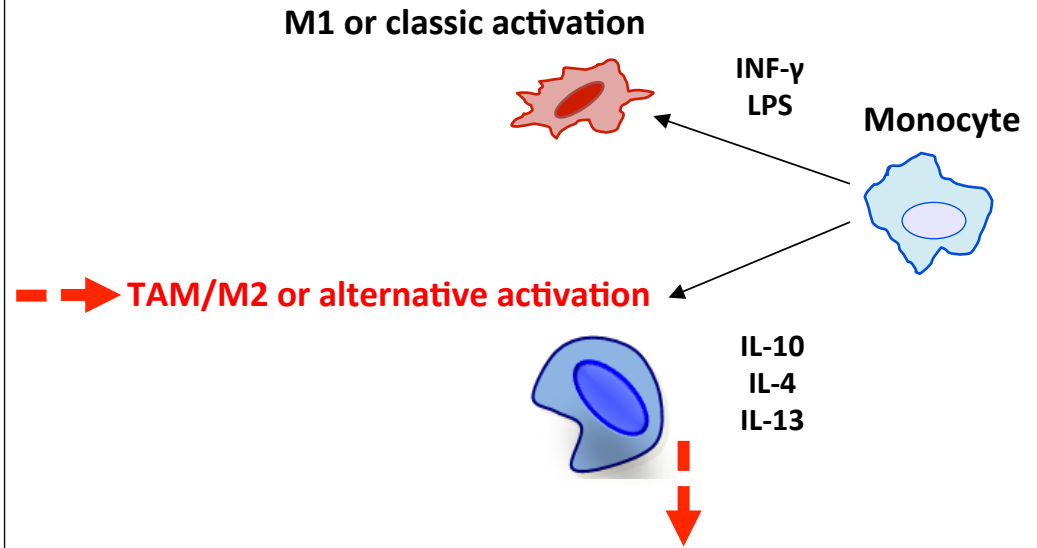 M1 or classic activation
INF-γ
LPS
Monocyte
TAM/M2 or alternative activation
IL-10
IL-4
IL-13